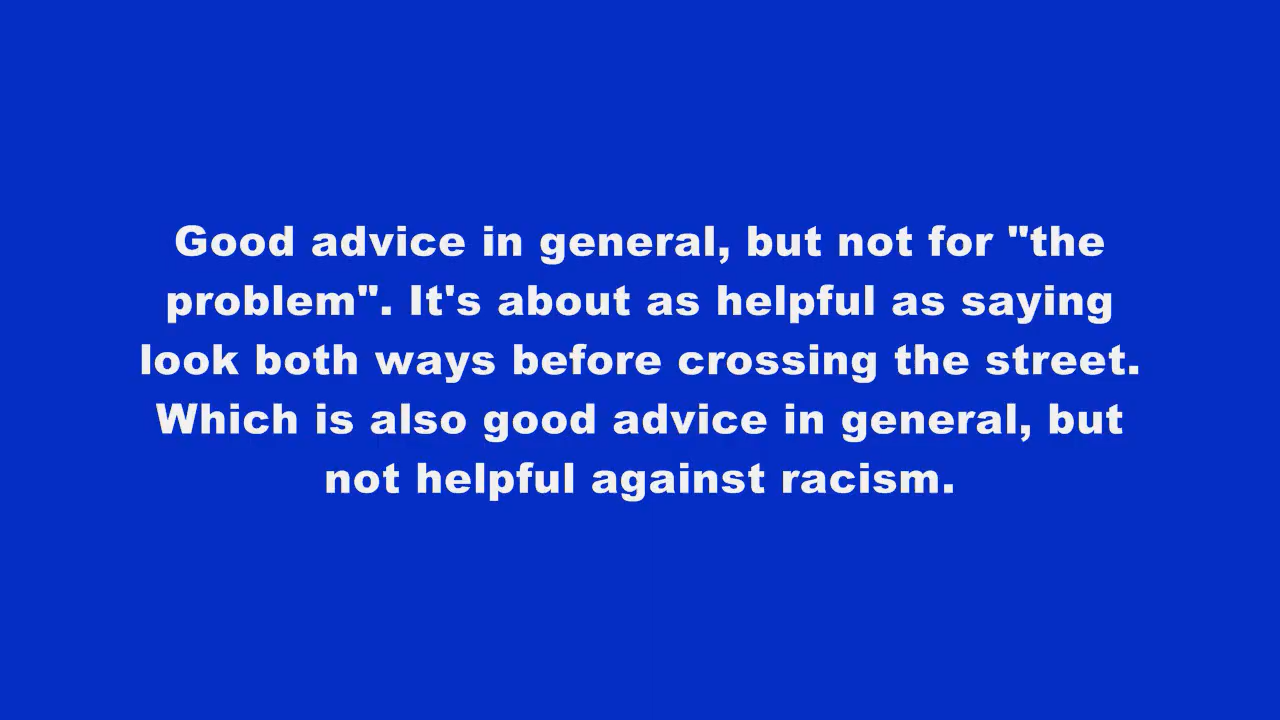 Good advice in general, but not for "the
problem". It's about as helpful as saying
look both ways before crossing the street.
Which is also good advice in general, but
not helpful against racism.